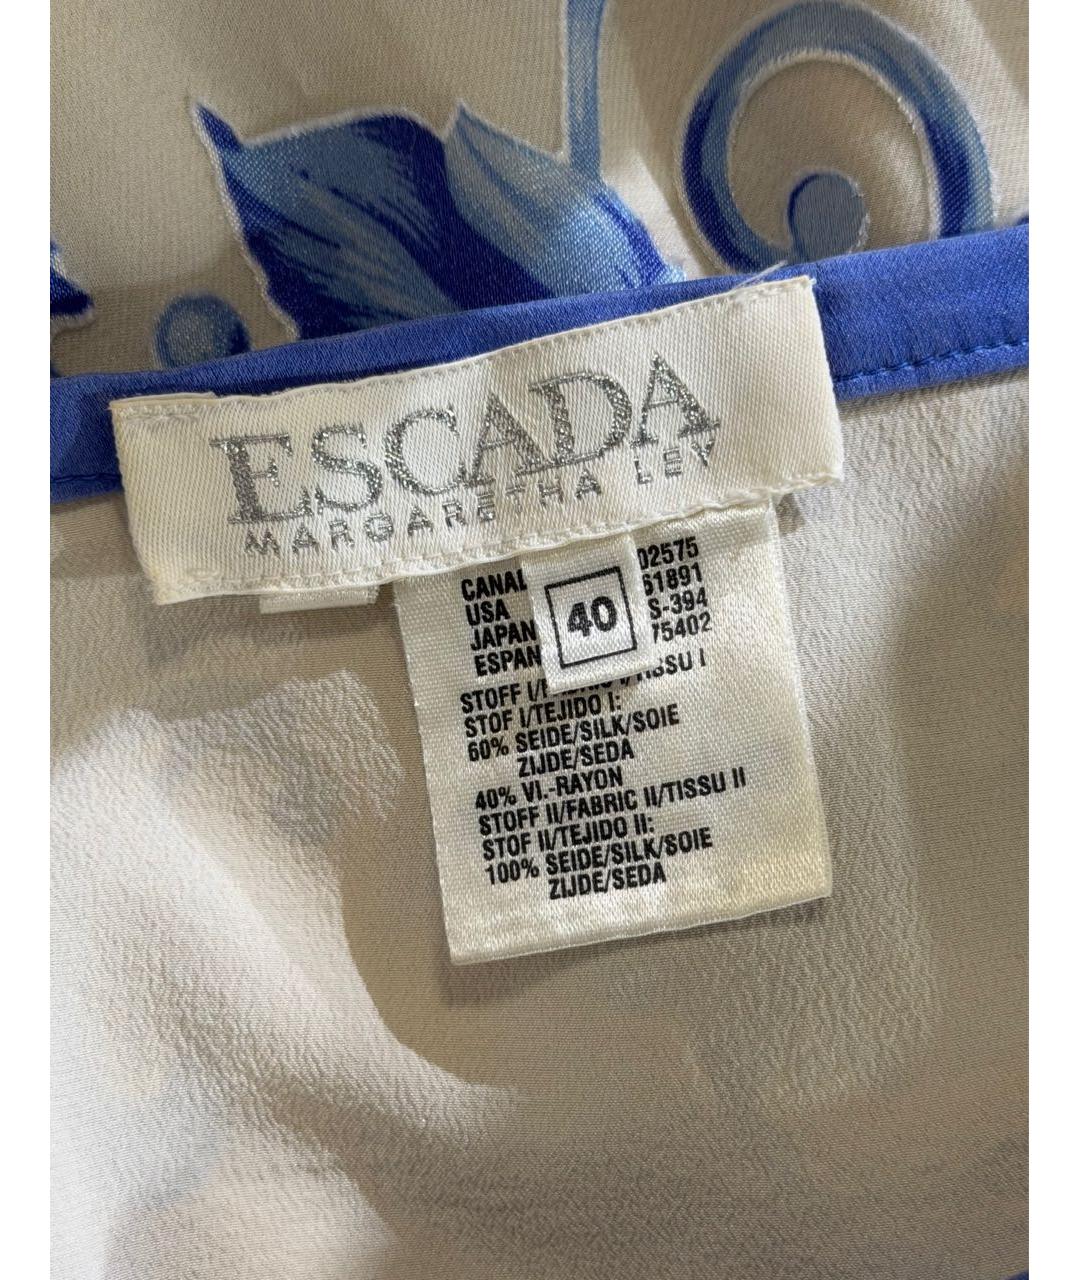 ESCADA
MARGARETHA LEY
40
02575
USA 61891
JAPAN S-394
75402
STOFF I/FABRIC I/TISSU I
STOF I/TEJIDO I:
60% SEIDE/SILK/SOIE
ZIJDE/SEDA
40% VI.-RAYON
STOFF II/FABRIC II/TISSU II
STOF II/TEJIDO II:
100% SEIDE/SILK/SOIE
ZIJDE/SEDA